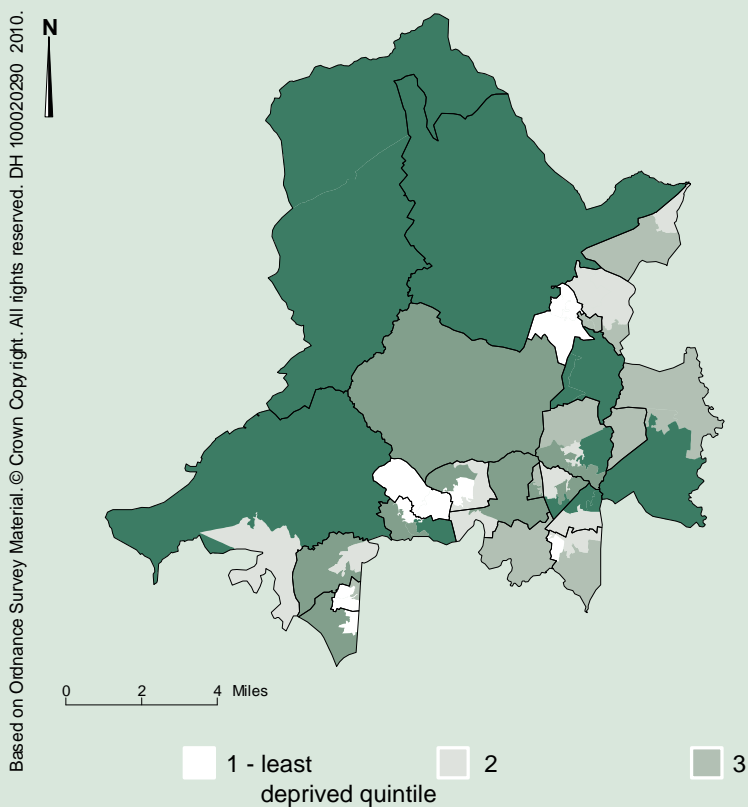 Based on Ordnance Survey Material. © Crown Copyright. All rights reserved. DH 100020290 2010.
N
0 2 4 Miles
1 - least 2 3
deprived quintile